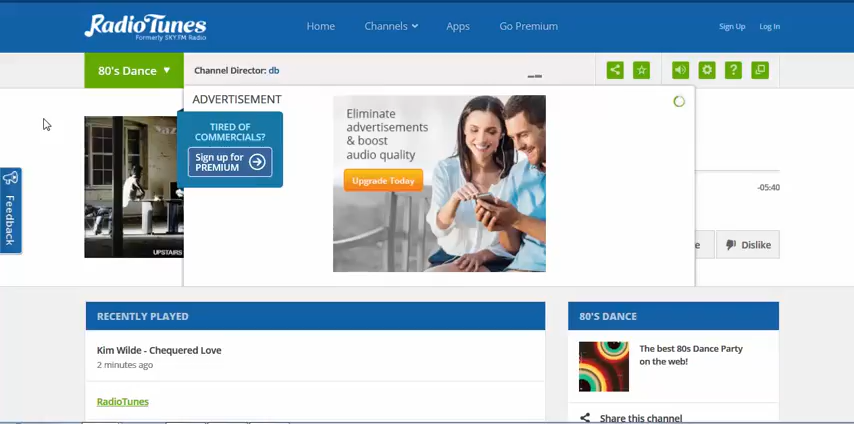 RadioTunes
Formerly SKY.FM Radio
Home
Channels
Apps
Go Premium
Sign Up
Log In
80's Dance
Channel Director: db
ADVERTISEMENT
TIRED OF
COMMERCIALS?
Sign up for
PREMIUM
Eliminate
advertisements
& boost
audio quality
Upgrade Today
UPSTAIRS
-05:40
e
Dislike
Feedback
RECENTLY PLAYED
Kim Wilde - Chequered Love
2 minutes ago
RadioTunes
80'S DANCE
The best 80s Dance Party
on the web!
Share this channel